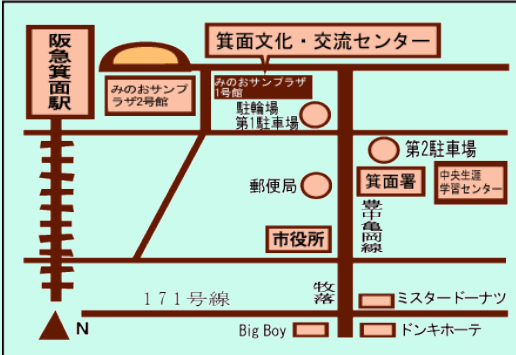 阪急箕面駅
箕面文化・交流センター
みのおサンプ
ラザ2号館
みのおサンプラザ
1号館
駐輪場
第1駐車場
第2駐車場
郵便局
箕面署
中央生涯
学習センター
豊中亀岡線
市役所
171号線
牧落
ミスタードーナツ
N
Big Boy
ドンキホーテ